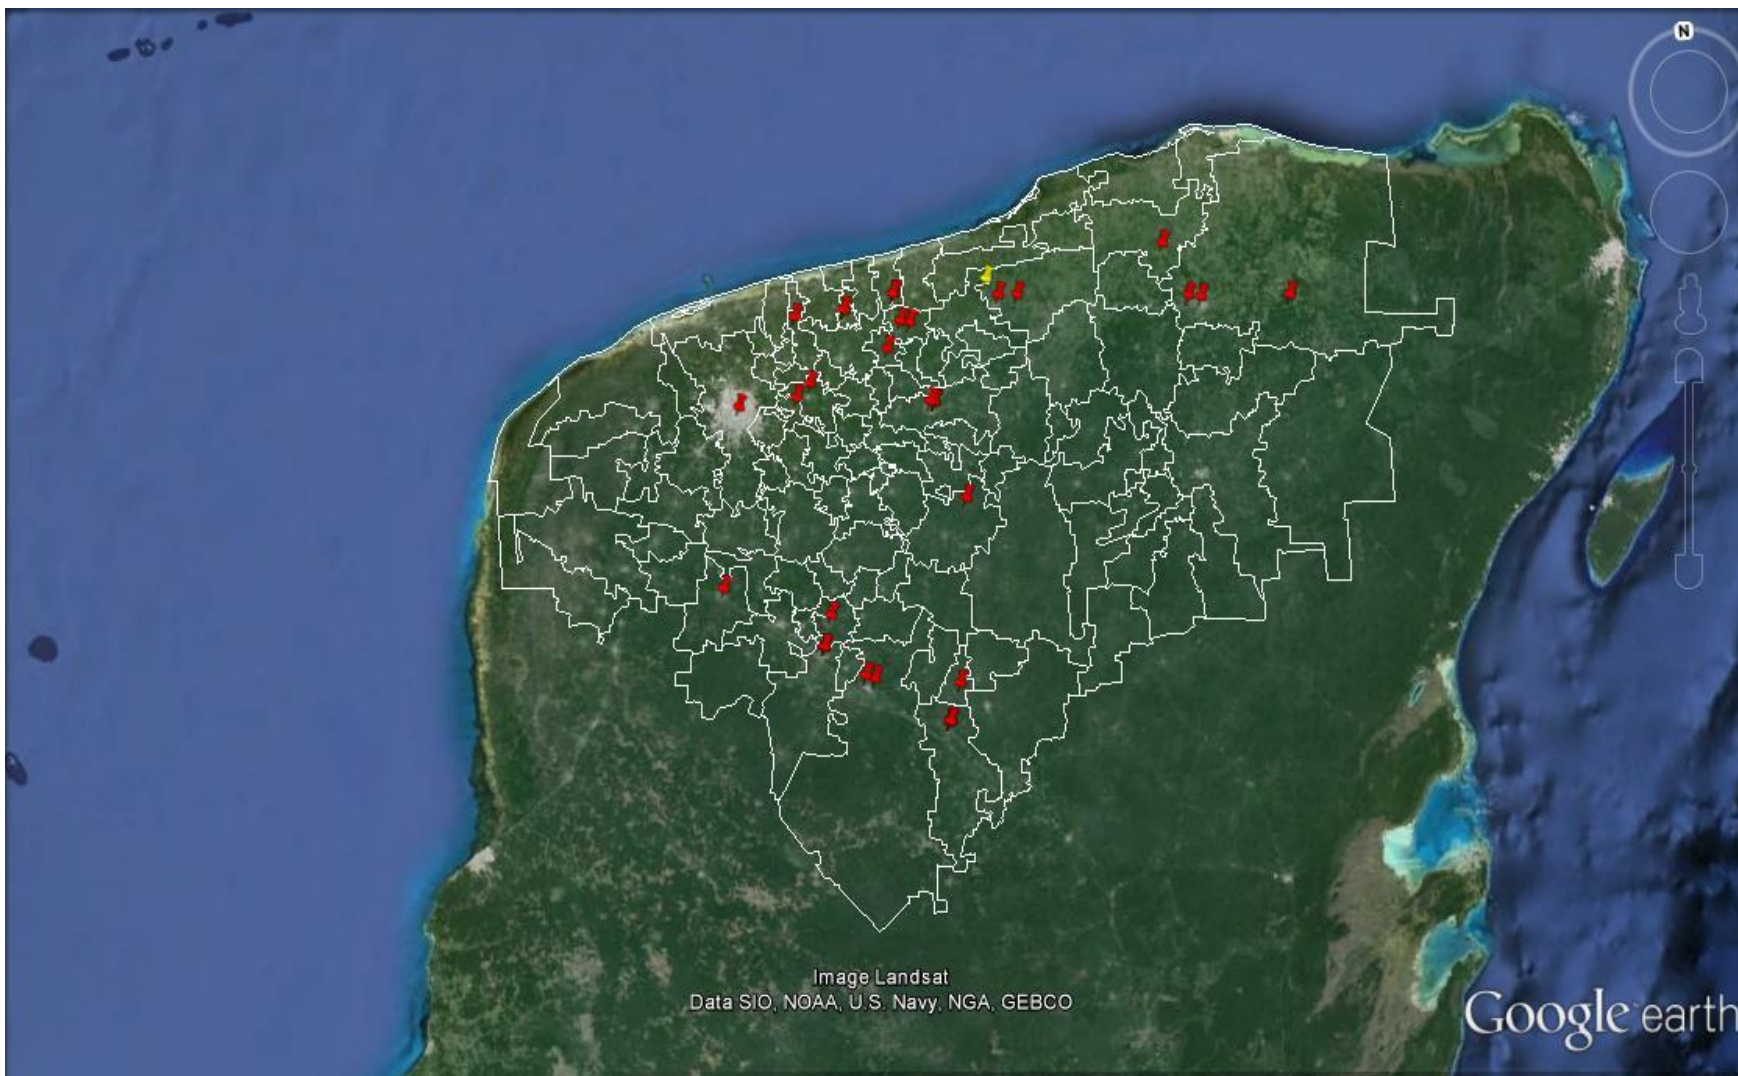 N
Image Landsat
Data SIO, NOAA, U.S. Navy, NGA, GEBCO
Google earth